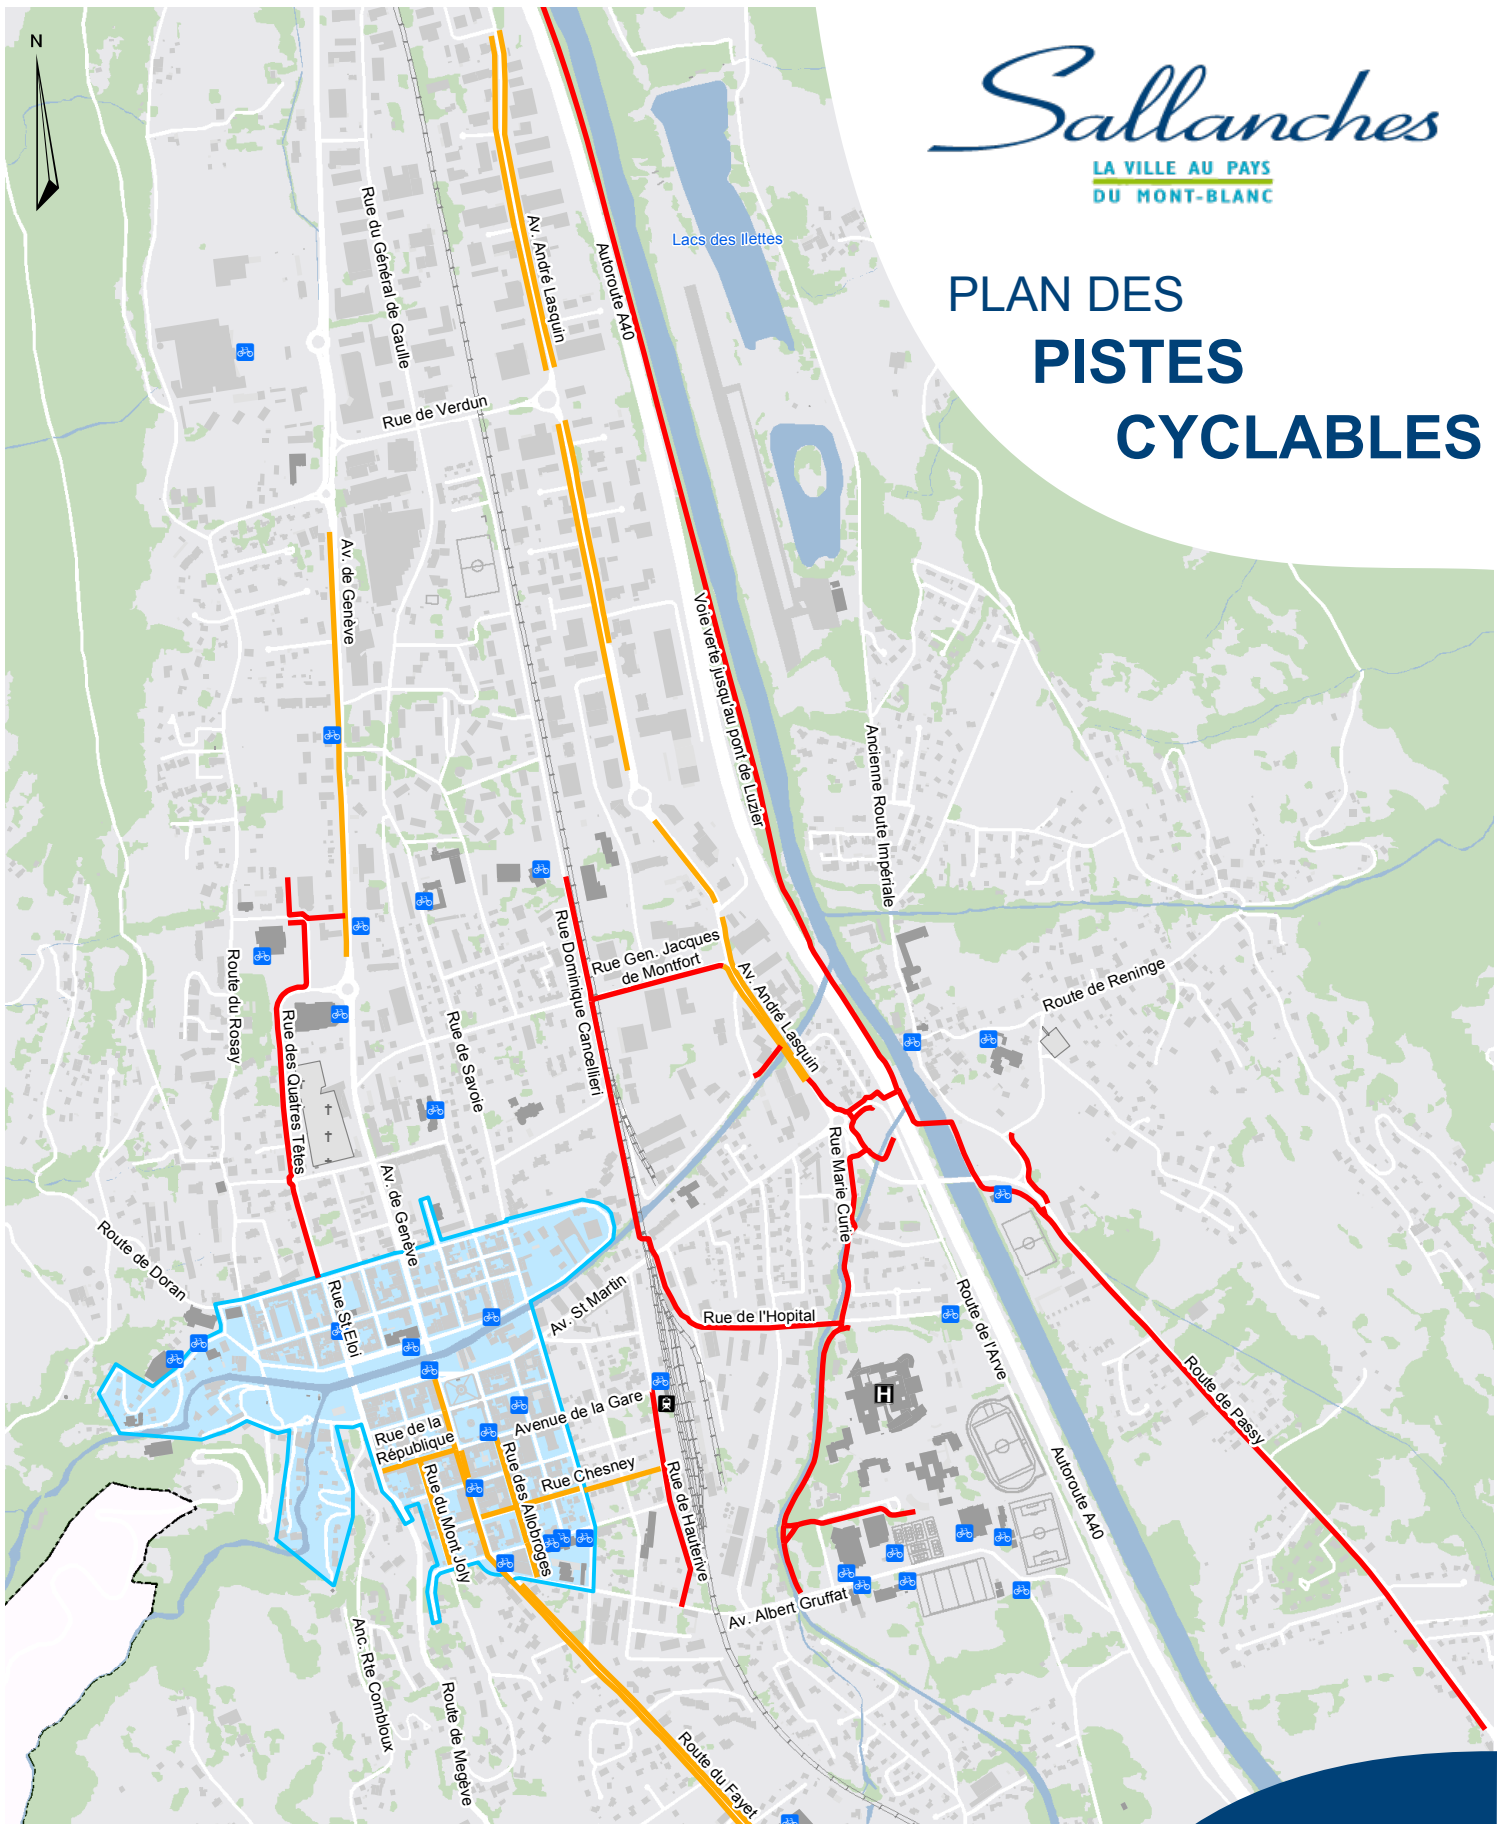 N
Sallanches
LA VILLE AU PAYS
DU MONT-BLANC
PLAN DES
PISTES
CYCLABLES
Lacs des Ilettes
Rue du Général de Gaulle
Av. André Lasquin
Autoroute A40
Rue de Verdun
Av. de Genève
Voie verte jusqu'au pont de Luzier
Ancienne Route Impériale
Rue Dominique Cancellieri
Rue Gen. Jacques
de Montfort
Av. André Lasquin
Route de Reninge
Route du Rosay
Rue des Quatres Têtes
Rue de Savoie
Rue Marie Curie
Av. de Genève
Route de Doran
Rue St Eloi
Av. St Martin
Rue de l'Hopital
Route de l'Arve
Route de Passy
H
Avenue de la Gare
Rue de la
République
Rue Chesney
Rue des Allobroges
Rue du Mont Joly
Rue de Hauterive
Autoroute A40
Av. Albert Gruffat
Anc. Rte Combloux
Route de Megève
Route du Fayet